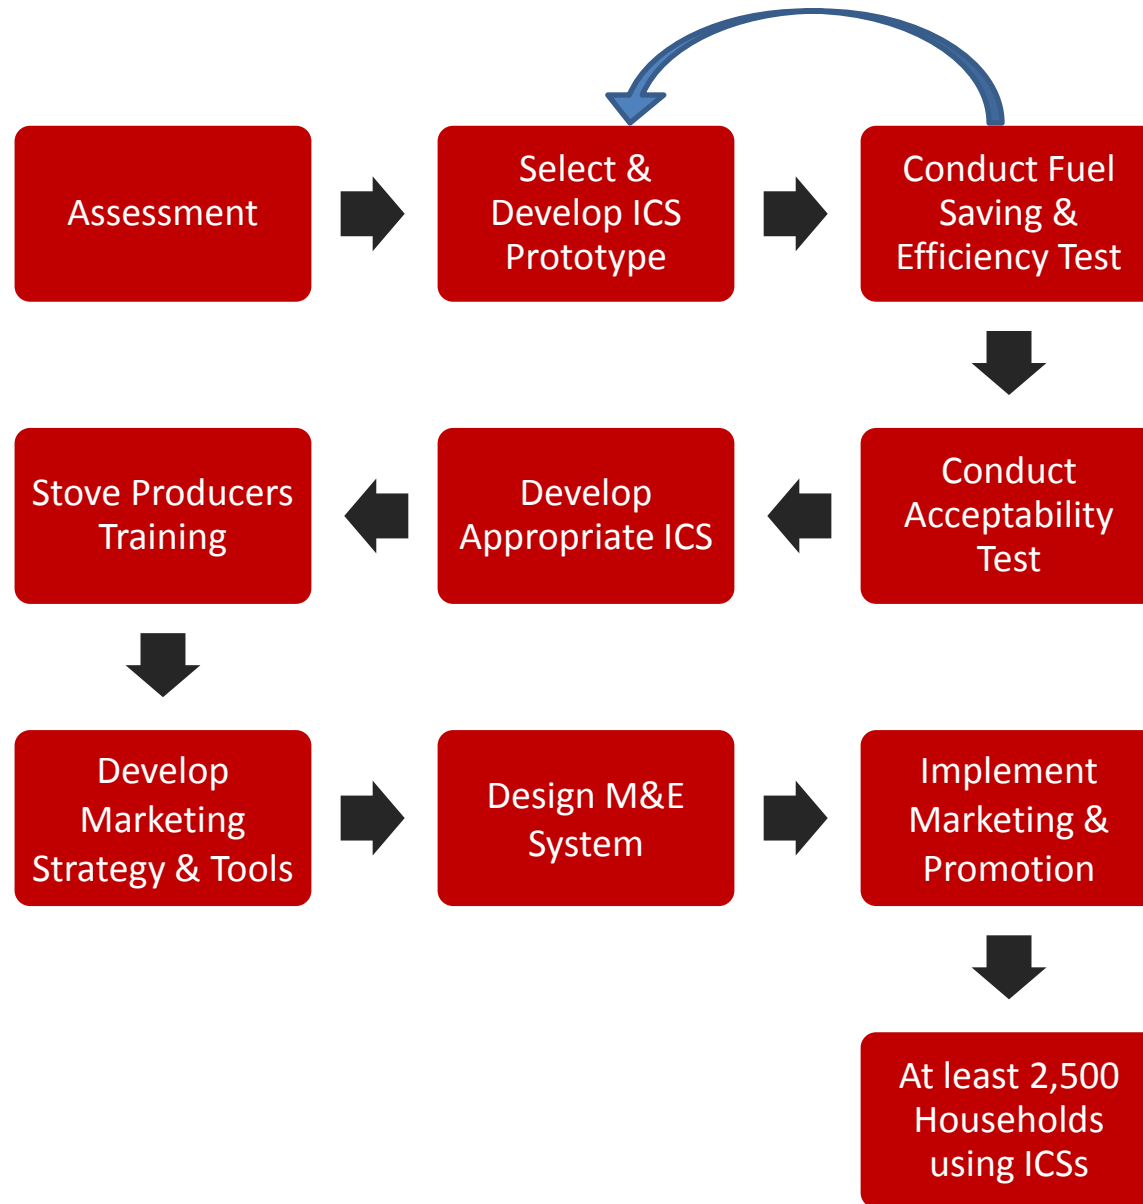 Assessment
Select &
Develop ICS
Prototype
Conduct Fuel
Saving &
Efficiency Test
Stove Producers
Training
Develop
Appropriate ICS
Conduct
Acceptability
Test
Develop
Marketing
Strategy & Tools
Design M&E
System
Implement
Marketing &
Promotion
At least 2,500
Households
using ICSs